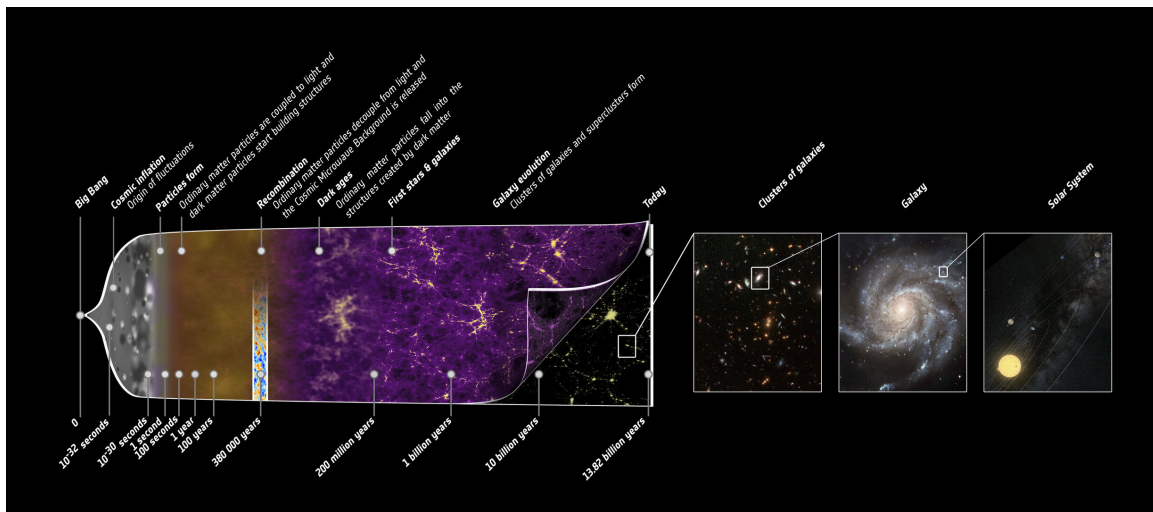 Big Bang
Cosmic inflation
Origin of fluctuations
Particles form
Ordinary matter particles are coupled to light and
dark matter particles start building structures
Recombination
Ordinary matter particles decouple from light and
the Cosmic Microwave Background is released
Dark ages
Ordinary matter particles fall into the
structures created by dark matter
First stars & galaxies
Galaxy evolution
Clusters of galaxies and superclusters form
Today
Clusters of galaxies
Galaxy
Solar System
0
10-32 seconds
10-30 seconds
1 second
100 seconds
1 year
100 years
380 000 years
200 million years
1 billion years
10 billion years
13.82 billion years